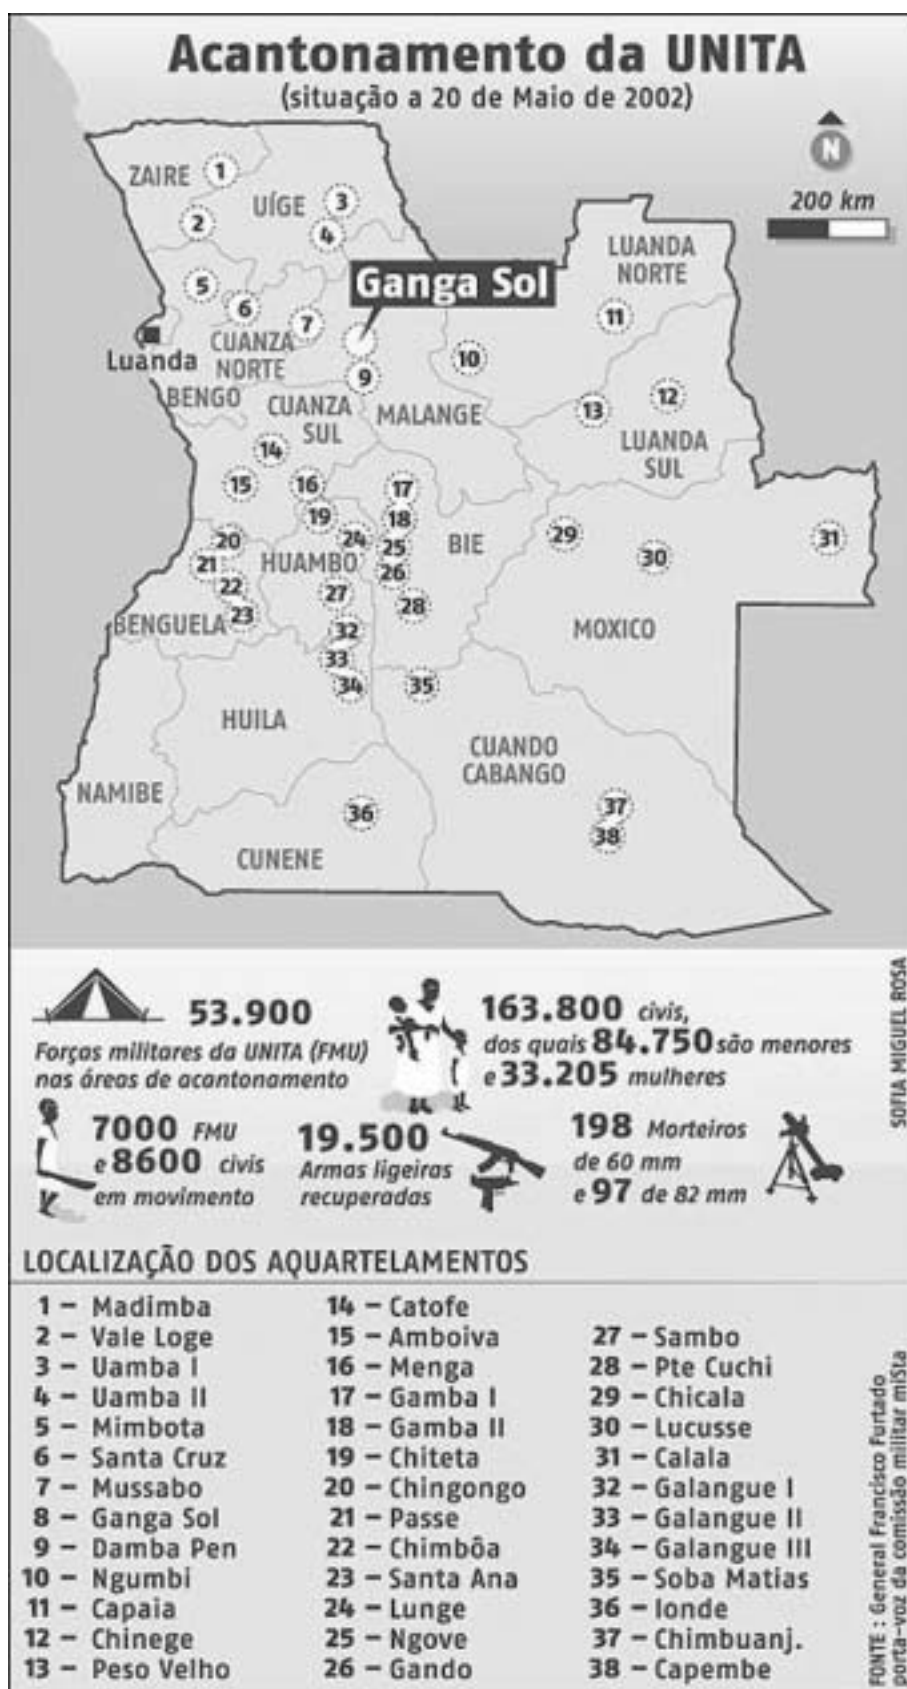 Acantonamento da UNITA
(situação a 20 de Maio de 2002)
N
200 km
ZAIRE
1
UÍGE
3
2
4
LUANDA
NORTE
Ganga Sol
5
6
7
11
Luanda
CUANZA
NORTE
10
9
BENGO
CUANZA
SUL
MALANGE
13
12
LUANDA
SUL
14
15
16
17
19
18
20
24
25
BIE
29
30
31
21
HUAMBO
26
22
27
28
23
BENGUELA
32
MOXICO
33
34
35
HUILA
CUANDO
CABANGO
NAMIBE
36
37
38
CUNENE
53.900
Forças militares da UNITA (FMU)
nas áreas de acantonamento
163.800 civis,
dos quais 84.750 são menores
e 33.205 mulheres
7000 FMU
e 8600 civis
em movimento
19.500
Armas ligeiras
recuperadas
198 Morteiros
de 60 mm
e 97 de 82 mm
SOFIA MIGUEL ROSA
LOCALIZAÇÃO DOS AQUARTELAMENTOS
1 – Madimba
2 – Vale Loge
3 – Uamba I
4 – Uamba II
5 – Mimbota
6 – Santa Cruz
7 – Mussabo
8 – Ganga Sol
9 – Damba Pen
10 – Ngumbi
11 – Capaia
12 – Chinege
13 – Peso Velho
14 – Catofe
15 – Amboiva
16 – Menga
17 – Gamba I
18 – Gamba II
19 – Chiteta
20 – Chingongo
21 – Passe
22 – Chimbôa
23 – Santa Ana
24 – Lunge
25 – Ngove
26 – Gando
27 – Sambo
28 – Pte Cuchi
29 – Chicala
30 – Lucusse
31 – Calala
32 – Galangue I
33 – Galangue II
34 – Galangue III
35 – Soba Matias
36 – Ionde
37 – Chimbuanj.
38 – Capembe
FONTE : General Francisco Furtado
porta-voz da comissão militar miSta